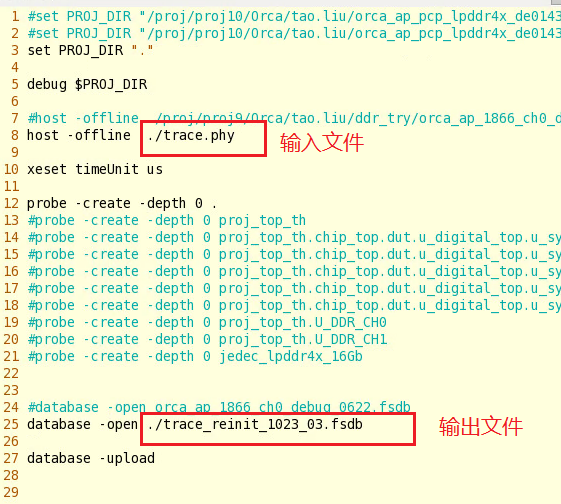 1 #set PROJ_DIR "/proj/proj10/Orca/tao.liu/orca_ap_pcp_lpddr4x_de0143
2 #set PROJ_DIR "/proj/proj10/Orca/tao.liu/orca_ap_pcp_lpddr4x_de0143
3 set PROJ_DIR "."
4
5 debug $PROJ_DIR
6
7 #host -offline /proj/proj9/Orca/tao.liu/ddr_try/orca_ap_1866_ch0_d
8 host -offline ./trace.phy 输入文件
9
10 xeset timeUnit us
11
12 probe -create -depth 0 .
13 #probe -create -depth 0 proj_top_th
14 #probe -create -depth 0 proj_top_th.chip_top.dut.u_digital_top.u_sy
15 #probe -create -depth 0 proj_top_th.chip_top.dut.u_digital_top.u_sy
16 #probe -create -depth 0 proj_top_th.chip_top.dut.u_digital_top.u_sy
17 #probe -create -depth 0 proj_top_th.chip_top.dut.u_digital_top.u_sy
18 #probe -create -depth 0 proj_top_th.chip_top.dut.u_digital_top.u_sy
19 #probe -create -depth 0 proj_top_th.U_DDR_CH0
20 #probe -create -depth 0 proj_top_th.U_DDR_CH1
21 #probe -create -depth 0 jedec_lpddr4x_16Gb
22
23
24 #database -open orca_ap_1866_ch0_debug_0622.fsdb
25 database -open ./trace_reinit_1023_03.fsdb 输出文件
26
27 database -upload
28
29